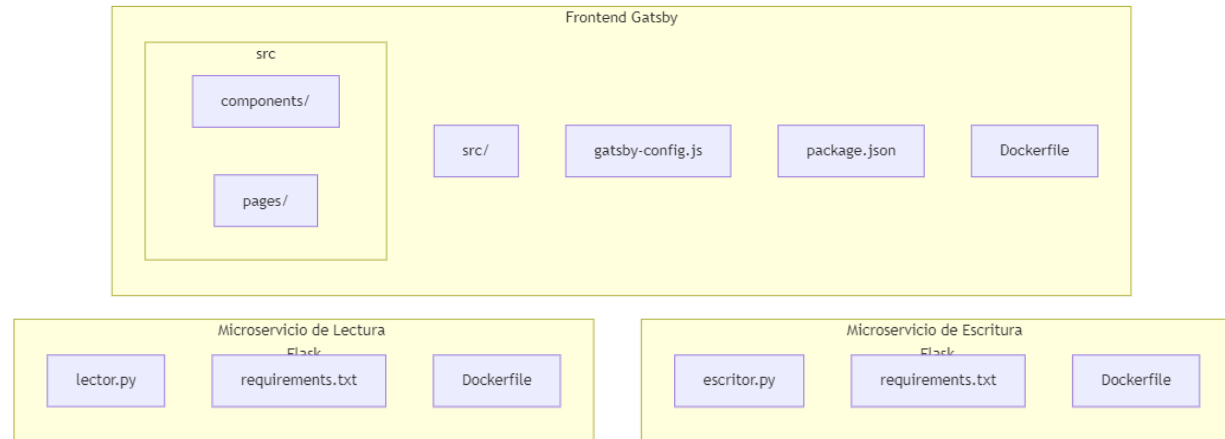 Frontend Gatsby
src
components/
pages/
src/
gatsby-config.js
package.json
Dockerfile
Microservicio de Lectura
Flask
lector.py
requirements.txt
Dockerfile
Microservicio de Escritura
Flask
escritor.py
requirements.txt
Dockerfile